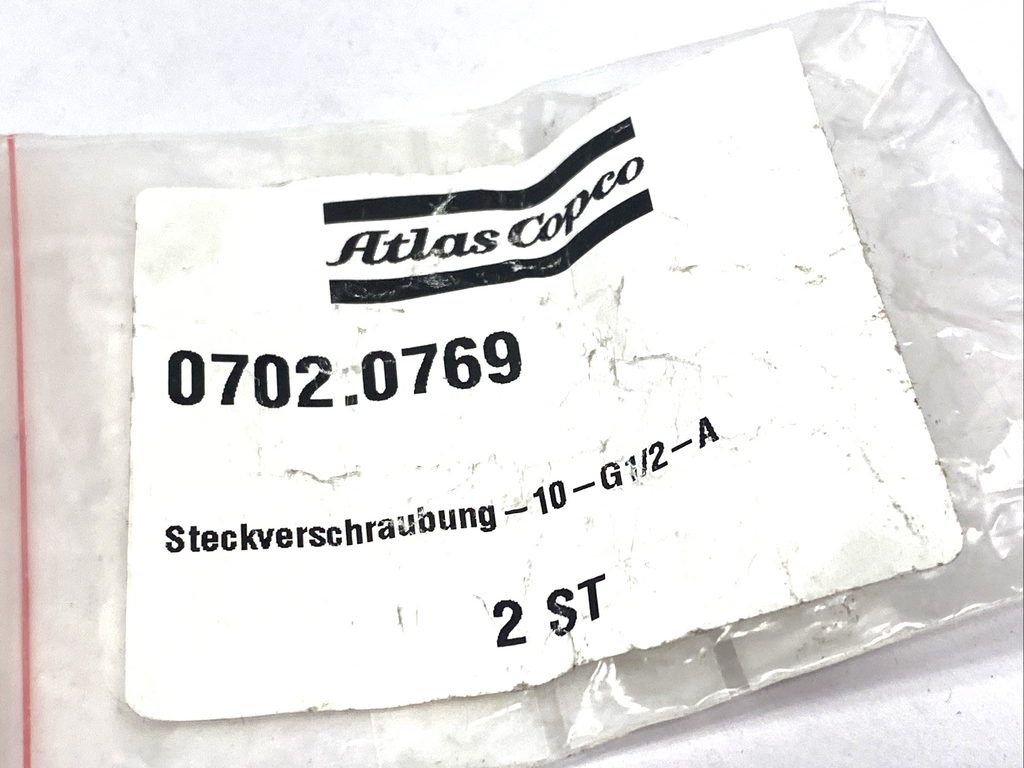 Atlas Copco
0702.0769
Steckverschraubung-10-G1/2-A
2 ST